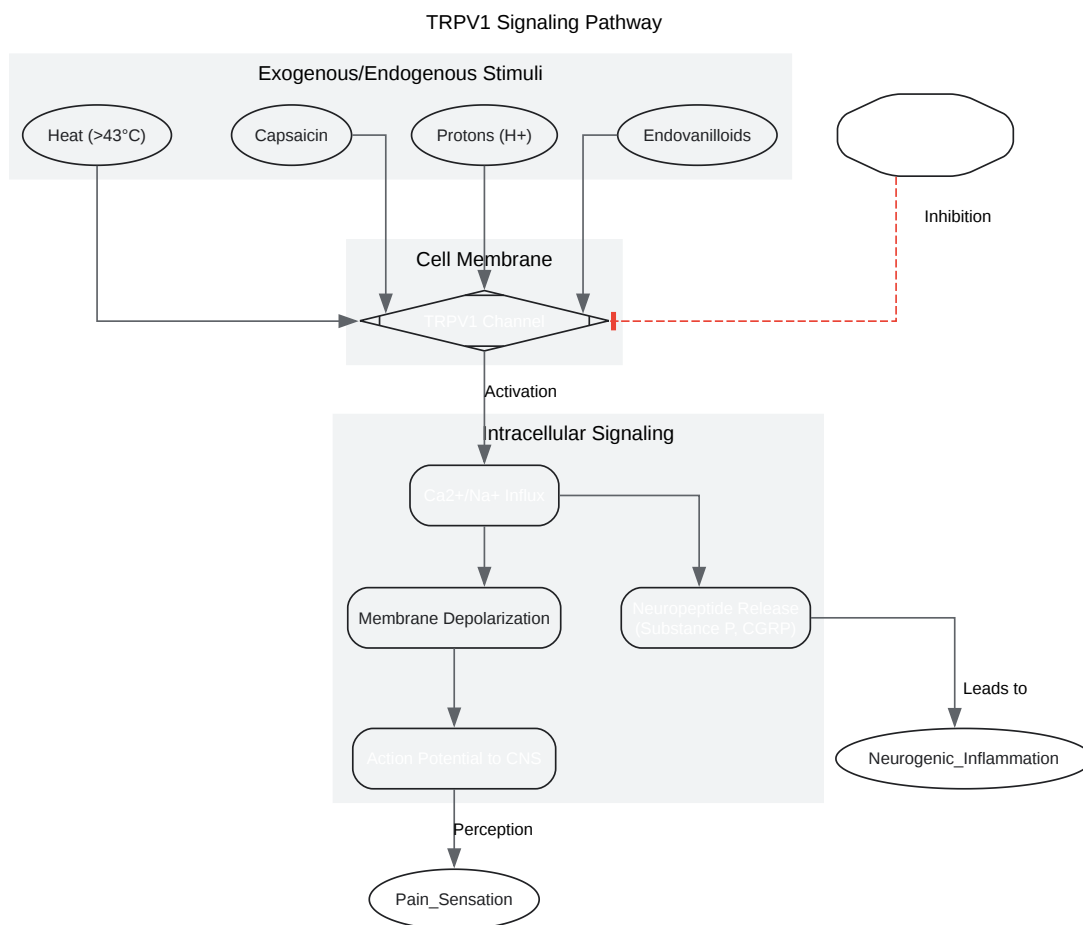 TRPV1 Signaling Pathway
Exogenous/Endogenous Stimuli
Heat (>43°C)
Capsaicin
Protons (H+)
Endovanilloids
Inhibition
Cell Membrane
TRPV1 Channel
Activation
Intracellular Signaling
Ca2+/Na+ Influx
Membrane Depolarization
Neuropeptide Release
(Substance P, CGRP)
Leads to
Action Potential to CNS
Neurogenic_Inflammation
Perception
Pain_Sensation